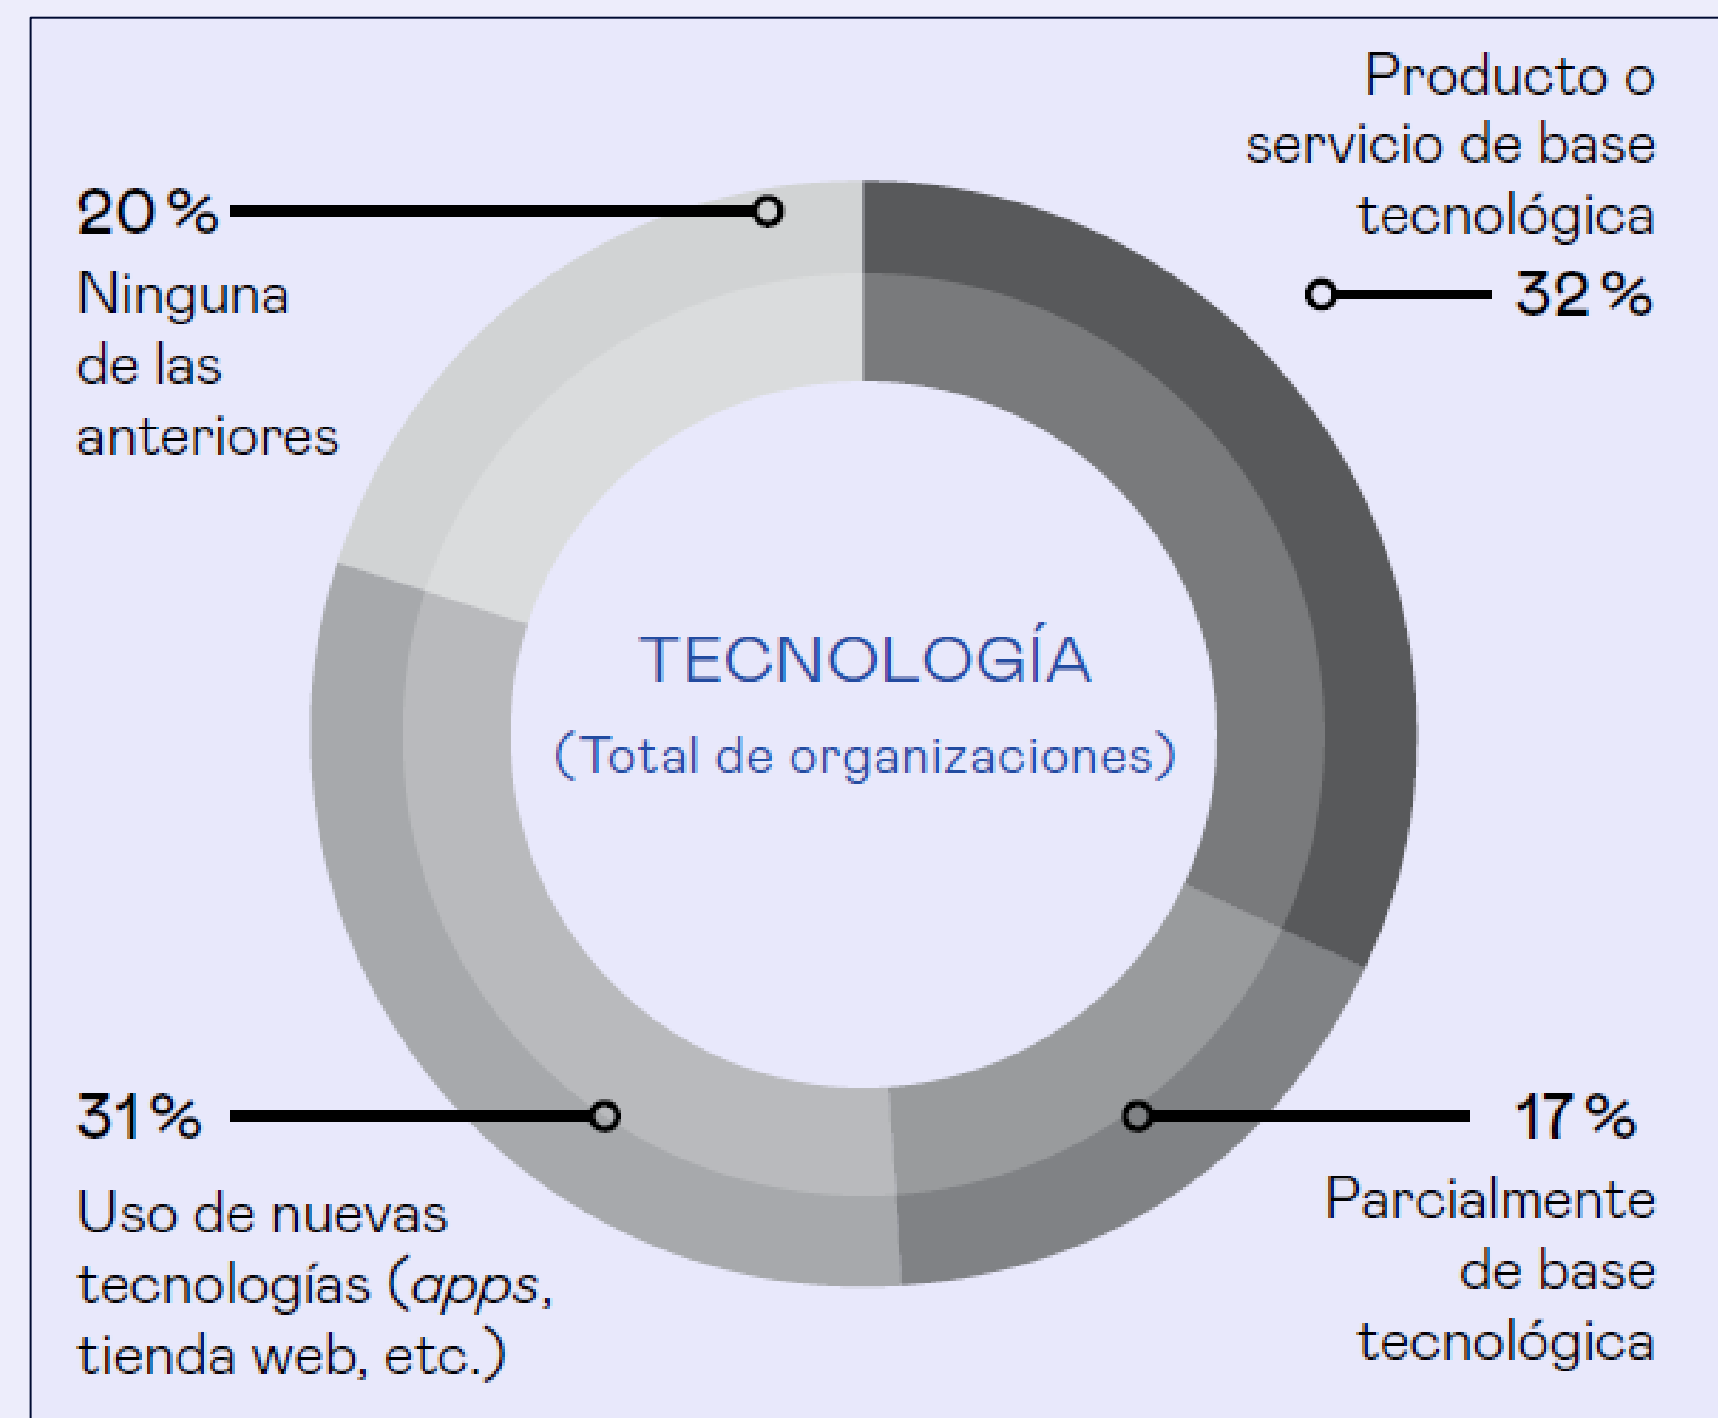 Producto o
servicio de base
tecnológica
32 %
20 %
Ninguna
de las
anteriores
TECNOLOGÍA
(Total de organizaciones)
31 %
Uso de nuevas
tecnologías (apps,
tienda web, etc.)
17 %
Parcialmente
de base
tecnológica